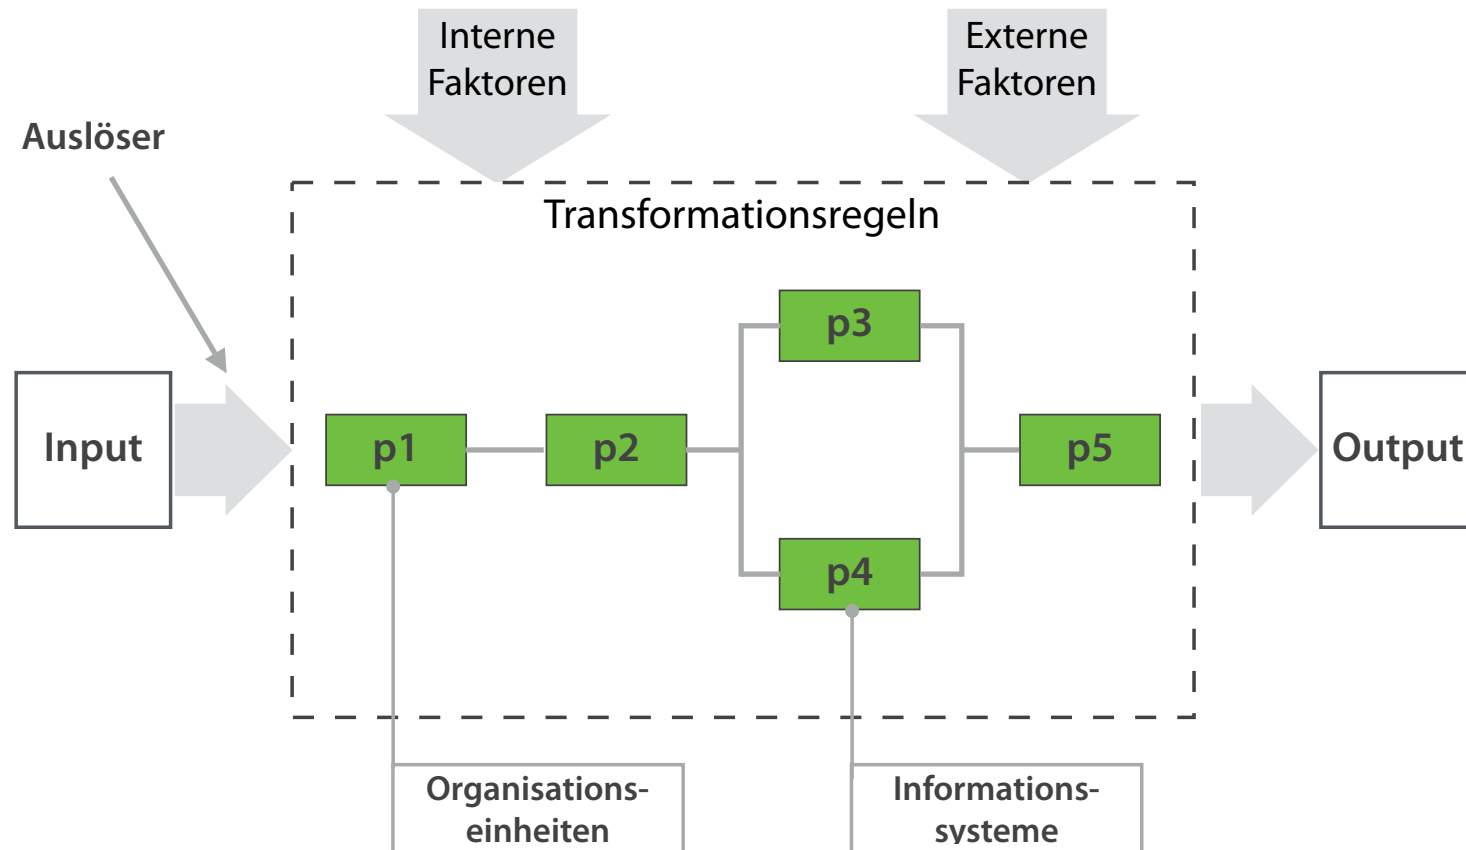 Interne
Faktoren
Externe
Faktoren
Auslöser
Transformationsregeln
p3
Input
p1
p2
p5
Output
p4
Organisations-
einheiten
Informations-
systeme